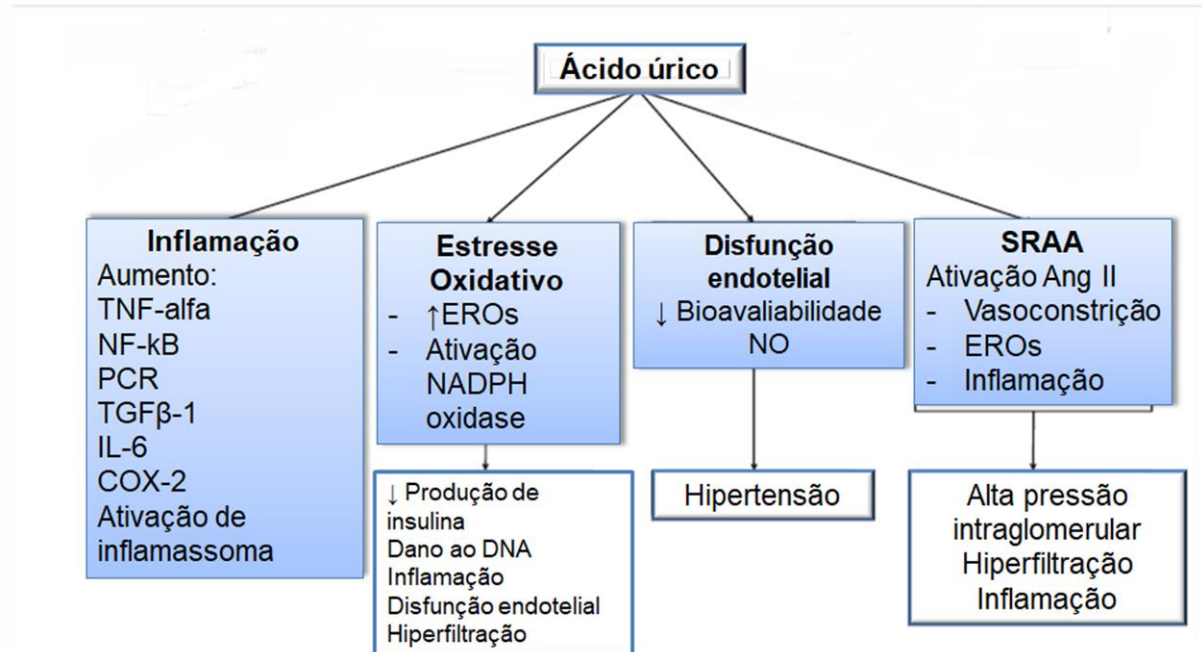 Ácido úrico
Inflamação
Aumento:
TNF-alfa
NF-kB
PCR
TGFβ-1
IL-6
COX-2
Ativação de
inflamassoma
Estresse
Oxidativo
- ↑EROs
- Ativação
NADPH
oxidase
↓ Produção de
insulina
Dano ao DNA
Inflamação
Disfunção endotelial
Hiperfiltração
Disfunção
endotelial
↓ Bioavaliabilidade
NO
Hipertensão
SRAA
Ativação Ang II
- Vasoconstrição
- EROs
- Inflamação
Alta pressão
intraglomerular
Hiperfiltração
Inflamação